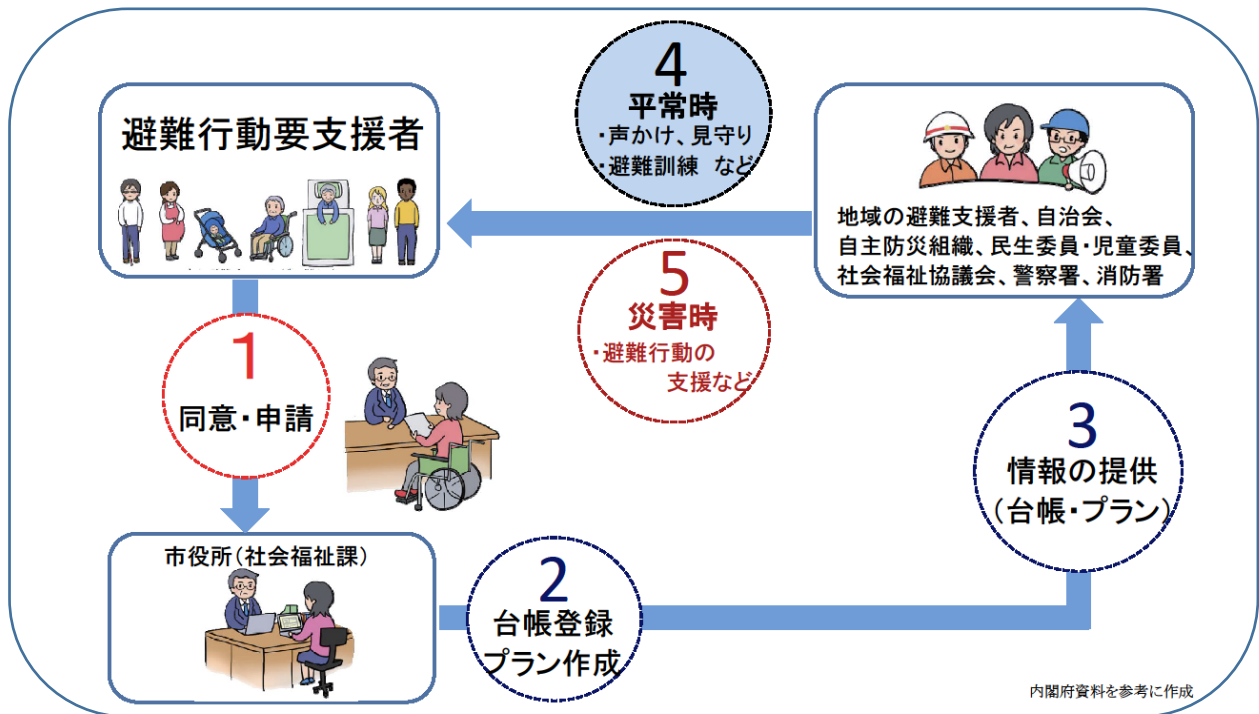 避難行動要支援者
1
同意・申請
市役所(社会福祉課)
2
台帳登録
プラン作成
3
情報の提供
(台帳・プラン)
地域の避難支援者、自治会、
自主防災組織、民生委員・児童委員、
社会福祉協議会、警察署、消防署
4
平常時
・声かけ、見守り
・避難訓練 など
5
災害時
・避難行動の
支援など
内閣府資料を参考に作成